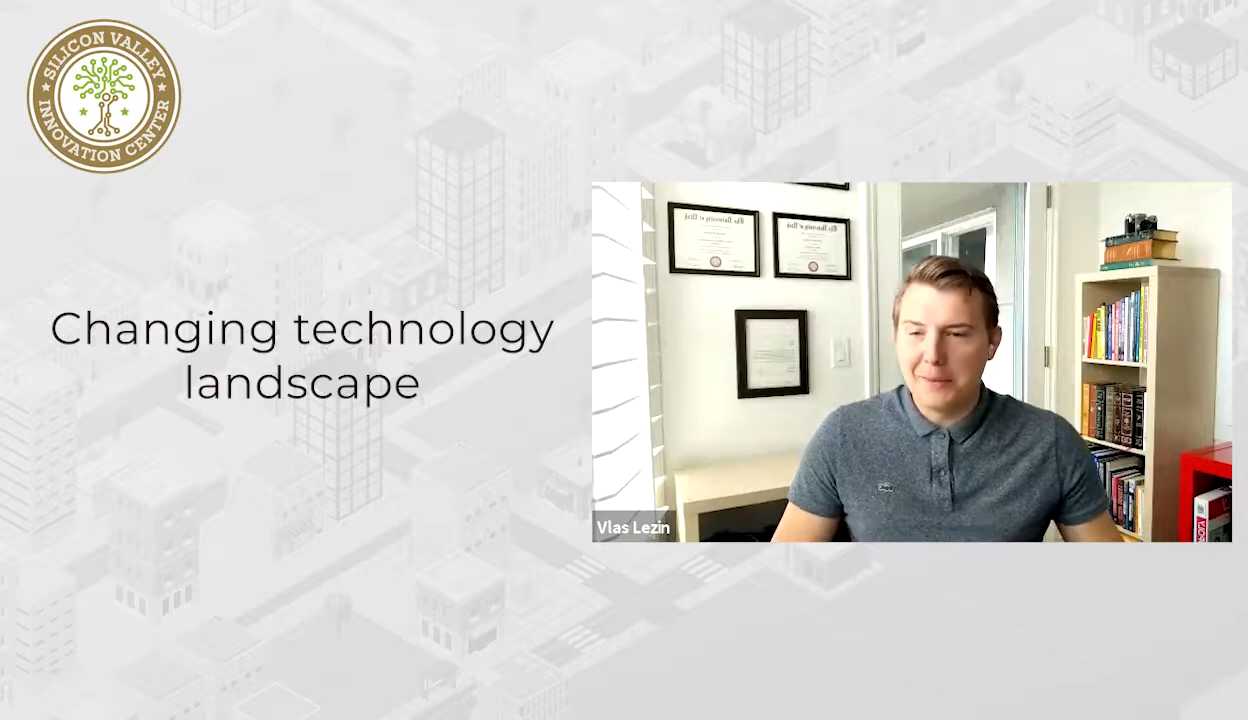 SILICON VALLEY
INNOVATION CENTER
Changing technology
landscape
Vlas Lezin